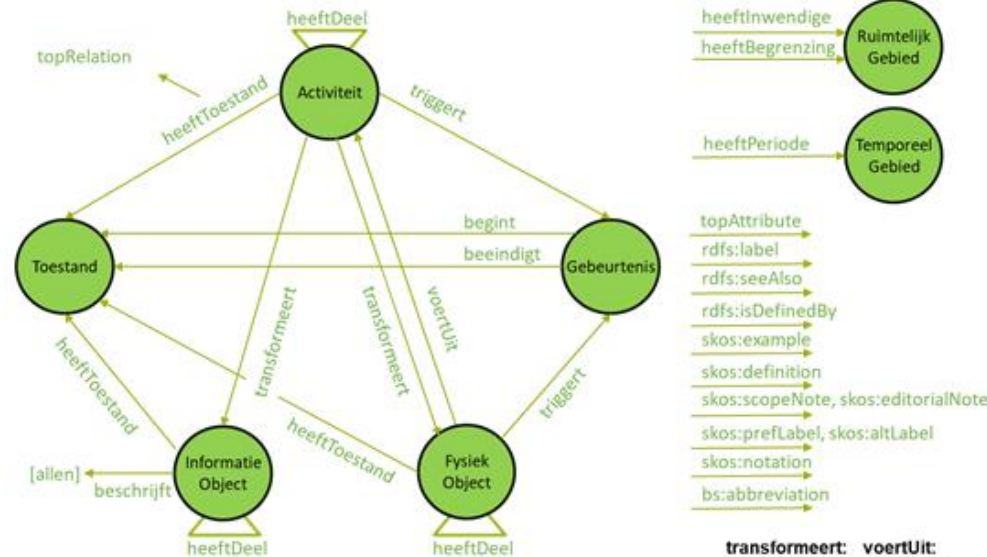 heeftDeel
topRelation
heeftToestand
Activiteit
triggert
heeftInwendige
heeftBegrenzing
Ruimtelijk
Gebied
heeftPeriode
Temporeel
Gebied
Toestand
begint
beeindigt
Gebeurtenis
transformeert
transformeert
voertUit
heeftToestand
heeftToestand
triggert
[allen]
beschrijft
Informatie
Object
heeftDeel
Fysiek
Object
heeftDeel
topAttribute
rdfs:label
rdfs:seeAlso
rdfs:isDefinedBy
skos:example
skos:definition
skos:scopeNote, skos:editorialNote
skos:prefLabel, skos:altLabel
skos:notation
bs:abbreviation
transformeert: voertUit: